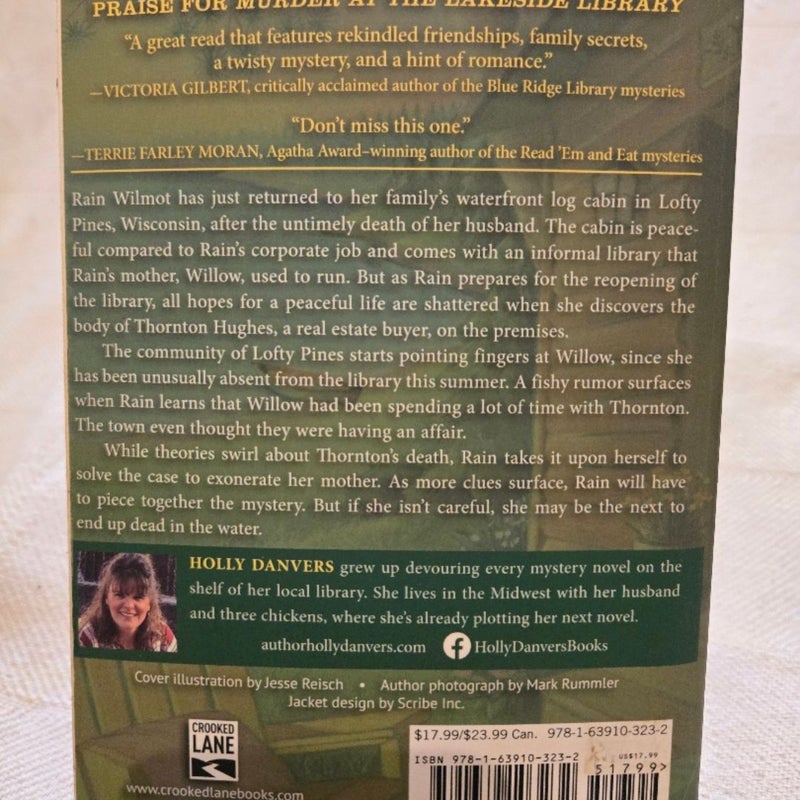 PRAISE FOR MURDER AT THE LAKESIDE LIBRARY
“A great read that features rekindled friendships, family secrets,
a twisty mystery, and a hint of romance.”
—VICTORIA GILBERT, critically acclaimed author of the Blue Ridge Library mysteries
“Don’t miss this one.”
—TERRIE FARLEY MORAN, Agatha Award–winning author of the Read ’Em and Eat mysteries
Rain Wilmot has just returned to her family’s waterfront log cabin in Lofty
Pines, Wisconsin, after the untimely death of her husband. The cabin is peace-
ful compared to Rain’s corporate job and comes with an informal library that
Rain’s mother, Willow, used to run. But as Rain prepares for the reopening of
the library, all hopes for a peaceful life are shattered when she discovers the
body of Thornton Hughes, a real estate buyer, on the premises.
The community of Lofty Pines starts pointing fingers at Willow, since she
has been unusually absent from the library this summer. A fishy rumor surfaces
when Rain learns that Willow had been spending a lot of time with Thornton.
The town even thought they were having an affair.
While theories swirl about Thornton’s death, Rain takes it upon herself to
solve the case to exonerate her mother. As more clues surface, Rain will have
to piece together the mystery. But if she isn’t careful, she may be the next to
end up dead in the water.
HOLLY DANVERS grew up devouring every mystery novel on the
shelf of her local library. She lives in the Midwest with her husband
and three chickens, where she’s already plotting her next novel.
authorhollydanvers.com f HollyDanversBooks
Cover illustration by Jesse Reisch • Author photograph by Mark Rummler
Jacket design by Scribe Inc.
CROOKED
LANE
www.crookedlanebooks.com
$17.99/$23.99 Can. 978-1-63910-323-2
ISBN 978-1-63910-323-2
US$17.99
51799>